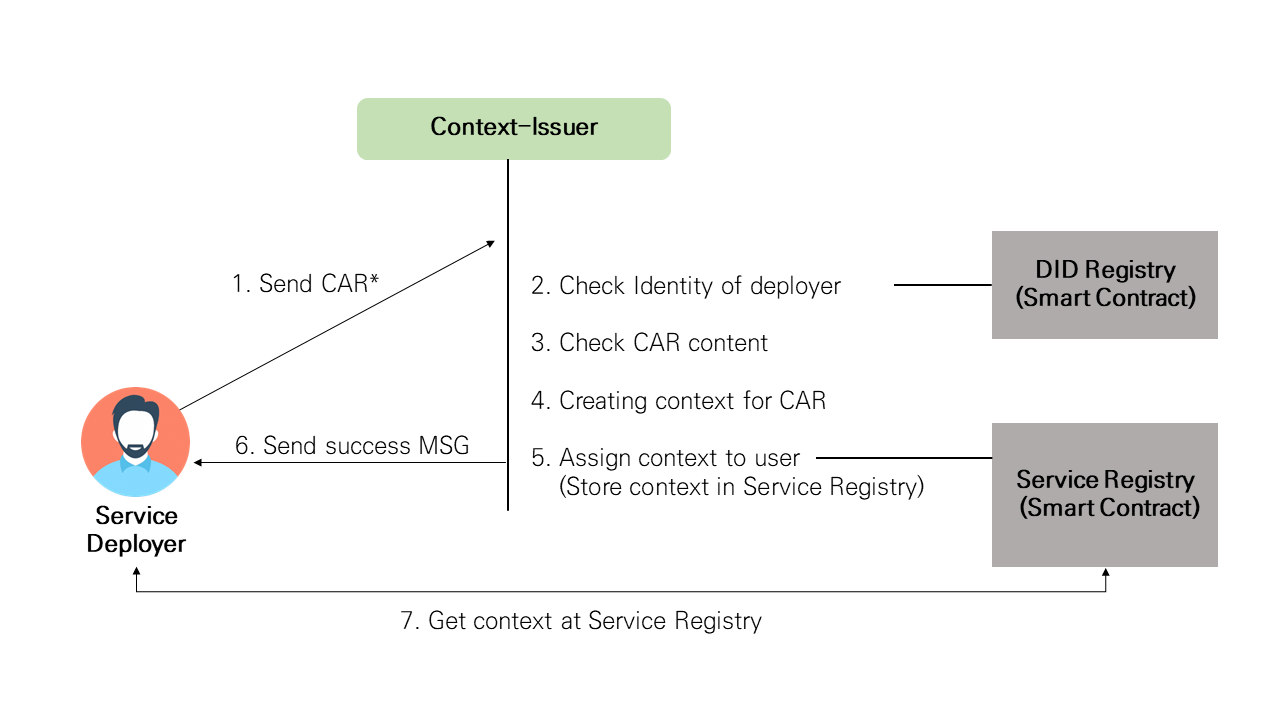 Context-Issuer
1. Send CAR*
2. Check Identity of deployer
DID Registry
(Smart Contract)
3. Check CAR content
4. Creating context for CAR
6. Send success MSG
5. Assign context to user
(Store context in Service Registry)
Service Registry
(Smart Contract)
Service
Deployer
7. Get context at Service Registry